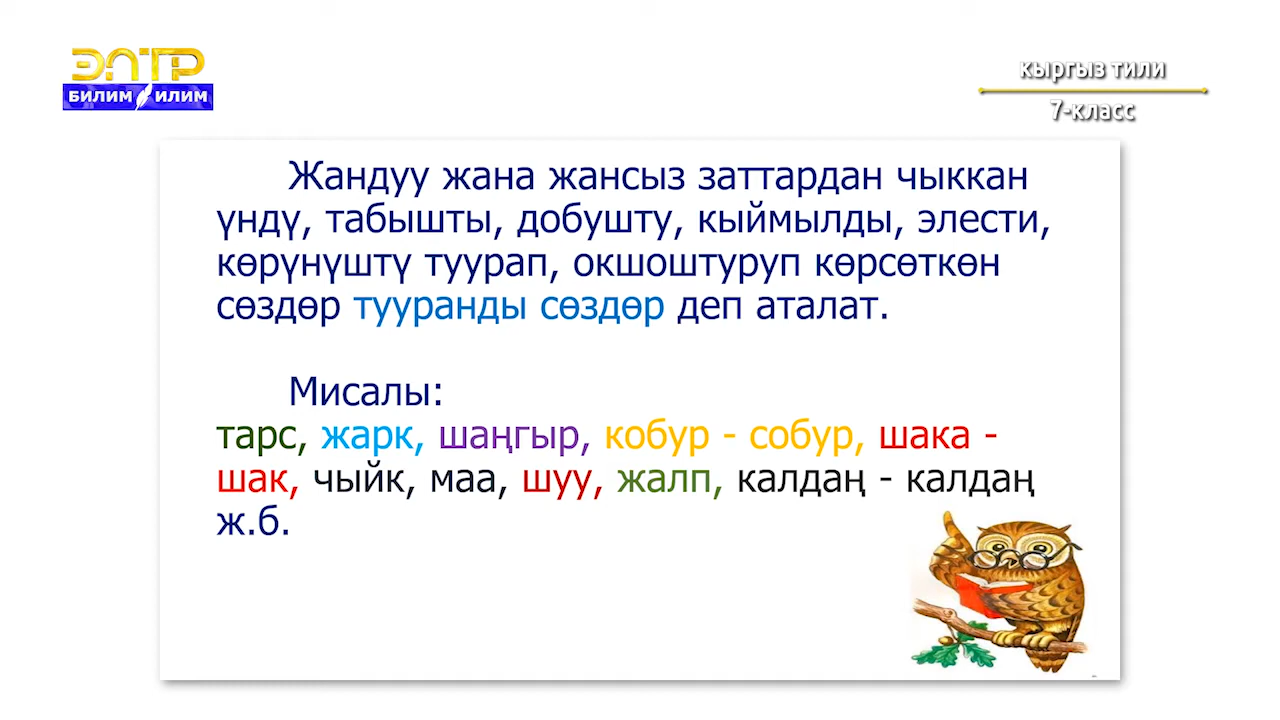 ЭЛТР
БИЛИМ ИЛИМ
кыргыз тили
7-класс
Жандуу жана жансыз заттардан чыккан
үндү, табышты, добушту, кыймылды, элести,
көрүнүштү туурап, окшоштуруп көрсөткөн
сөздөр тууранды сөздөр деп аталат.
Мисалы:
тарс, жарк, шаңгыр, кобур - собур, шака -
шак, чыйк, маа, шуу, жалп, калдаң - калдаң
ж.б.